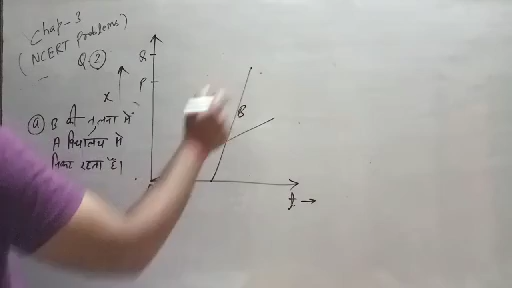 Chap-3
(NCERT Problems)
Q. 2
Q
P
x
B
t →
ⓐ B की तुलना में
A विद्यालय से
निकट रहता है।